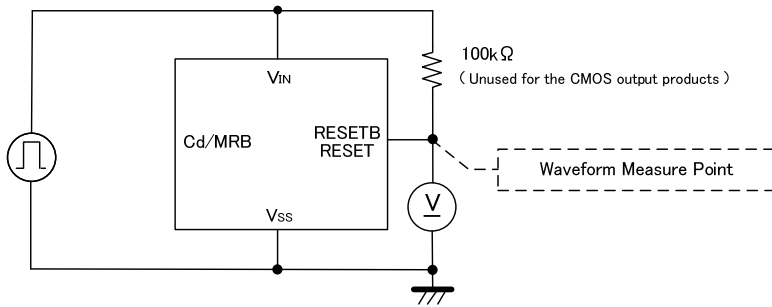 100kΩ
(Unused for the CMOS output products)
VIN
Cd/MRB
RESETB
RESET
Waveform Measure Point
V
VSS